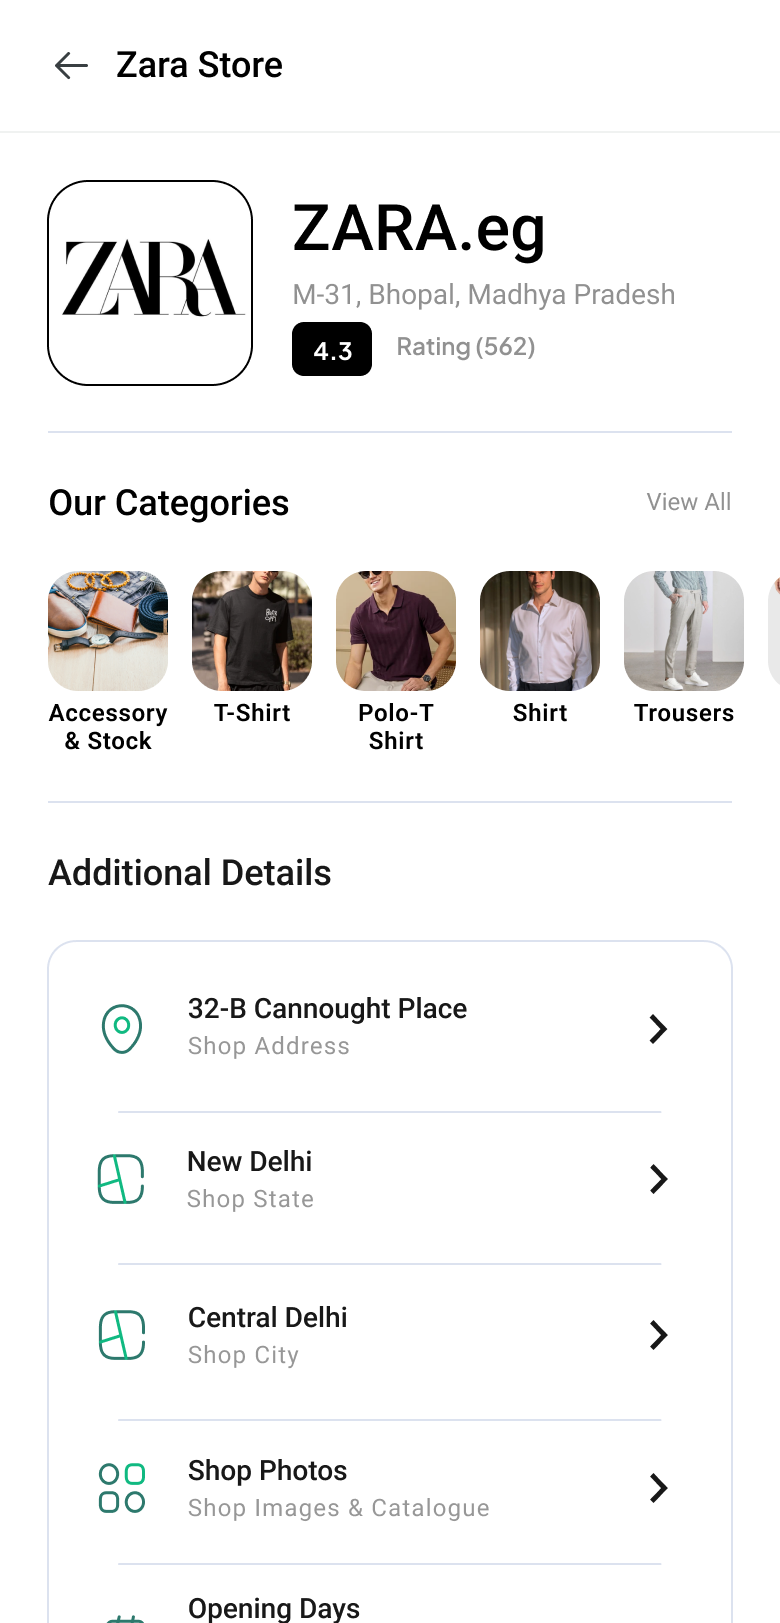 Zara Store
ZARA
ZARA.eg
M-31, Bhopal, Madhya Pradesh
4.3 Rating (562)
Our Categories View All
Accessory
& Stock
T-Shirt
Polo-T
Shirt
Shirt
Trousers
Additional Details
32-B Cannought Place
Shop Address
New Delhi
Shop State
Central Delhi
Shop City
Shop Photos
Shop Images & Catalogue
Opening Days